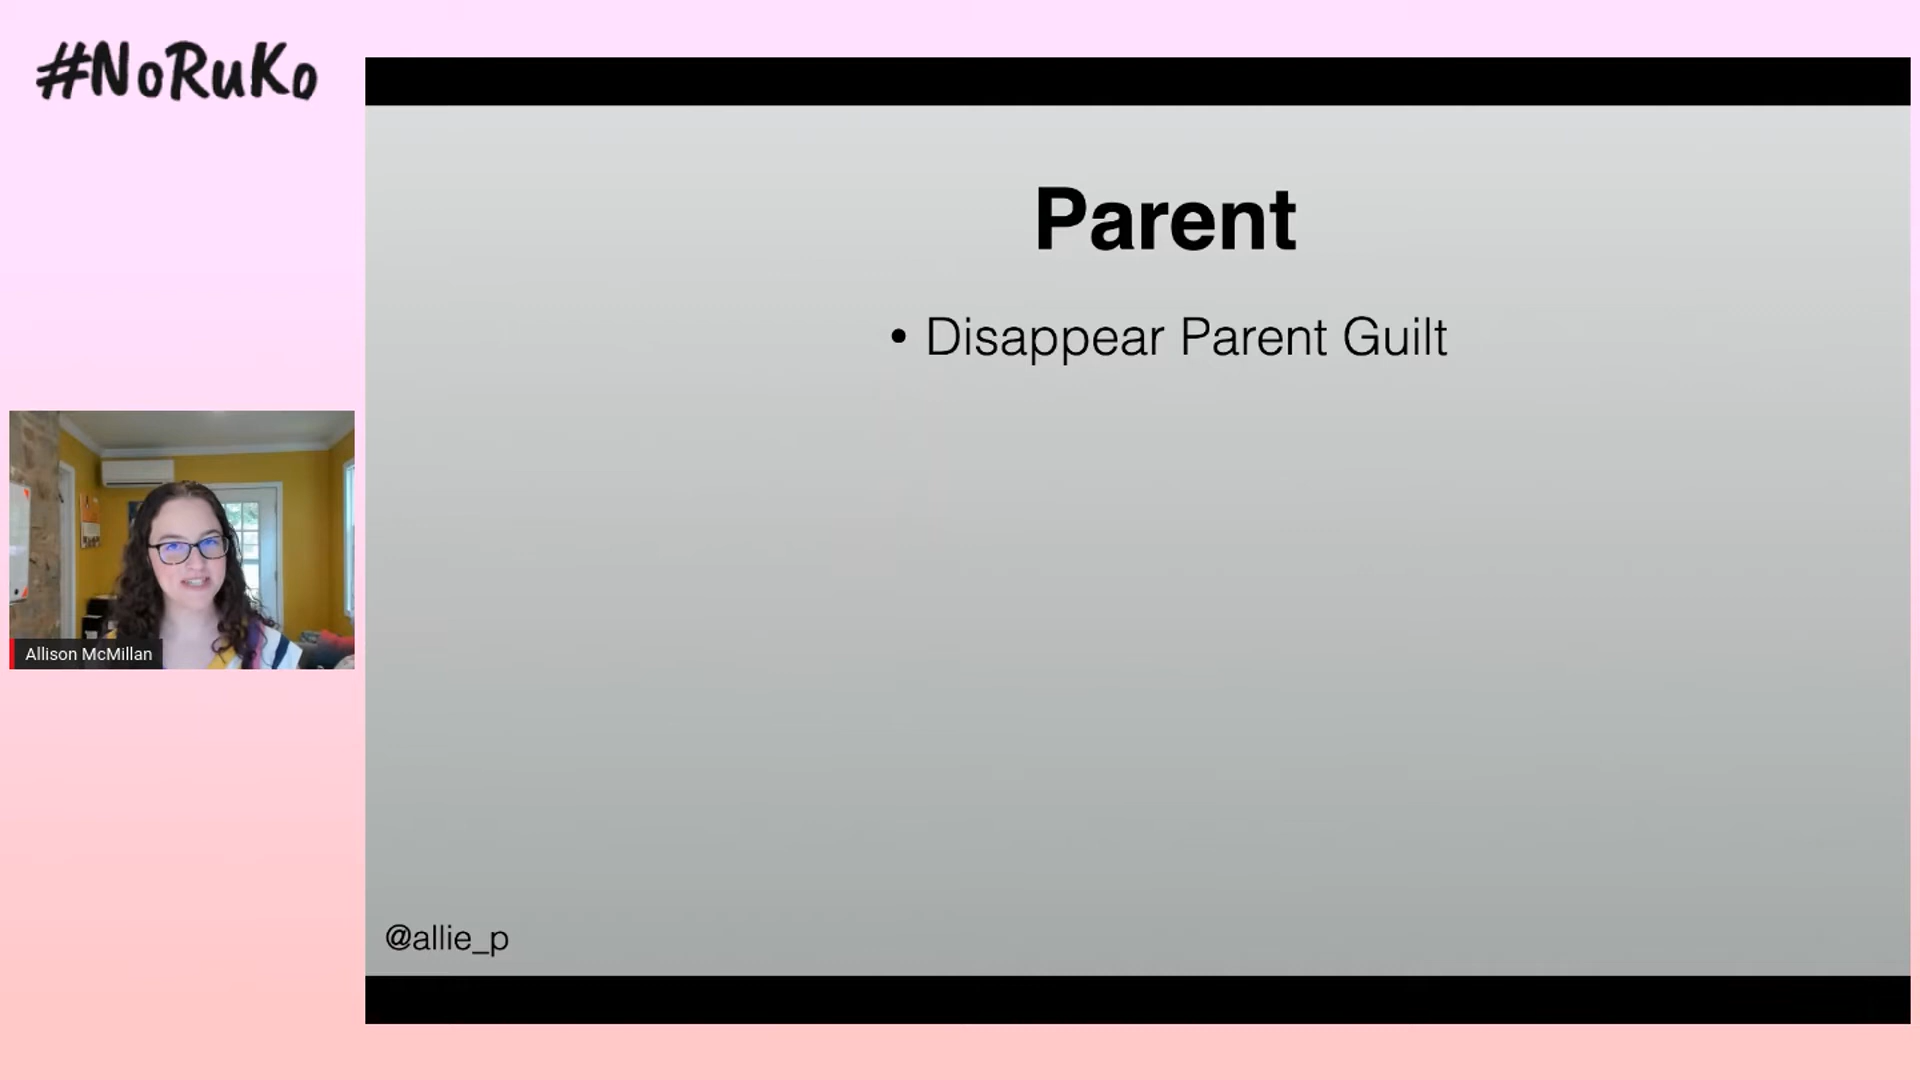 #NoRuKo
Parent
• Disappear Parent Guilt
Allison McMillan
@allie_p